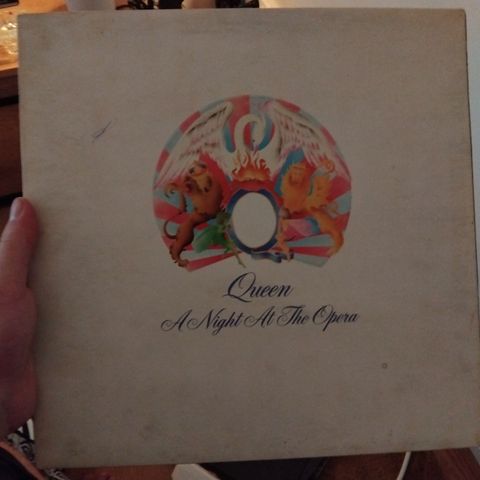 Queen
A Night At The Opera